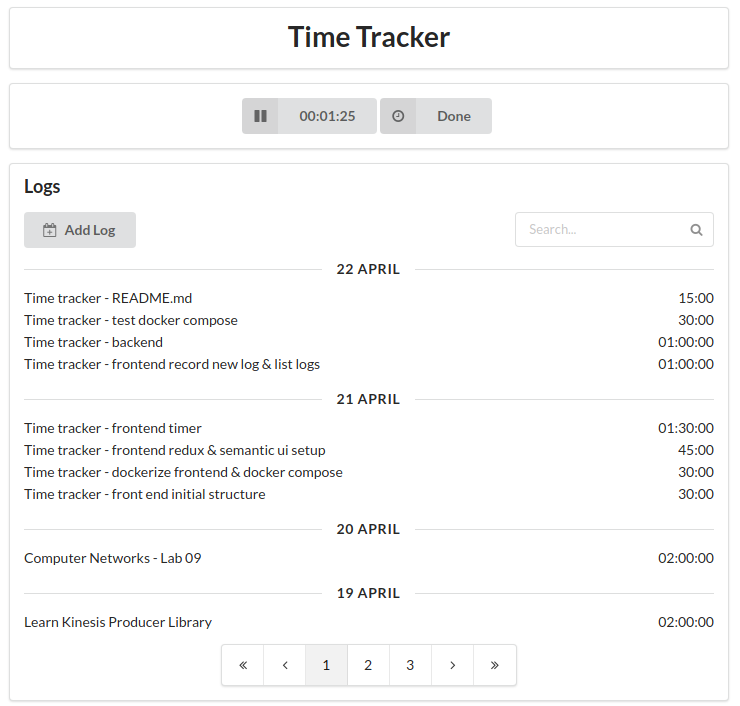 Time Tracker
00:01:25 Done
Logs
Add Log Search...
22 APRIL
Time tracker - README.md 15:00
Time tracker - test docker compose 30:00
Time tracker - backend 01:00:00
Time tracker - frontend record new log & list logs 01:00:00
21 APRIL
Time tracker - frontend timer 01:30:00
Time tracker - frontend redux & semantic ui setup 45:00
Time tracker - dockerize frontend & docker compose 30:00
Time tracker - front end initial structure 30:00
20 APRIL
Computer Networks - Lab 09 02:00:00
19 APRIL
Learn Kinesis Producer Library 02:00:00
« ‹ 1 2 3 › »